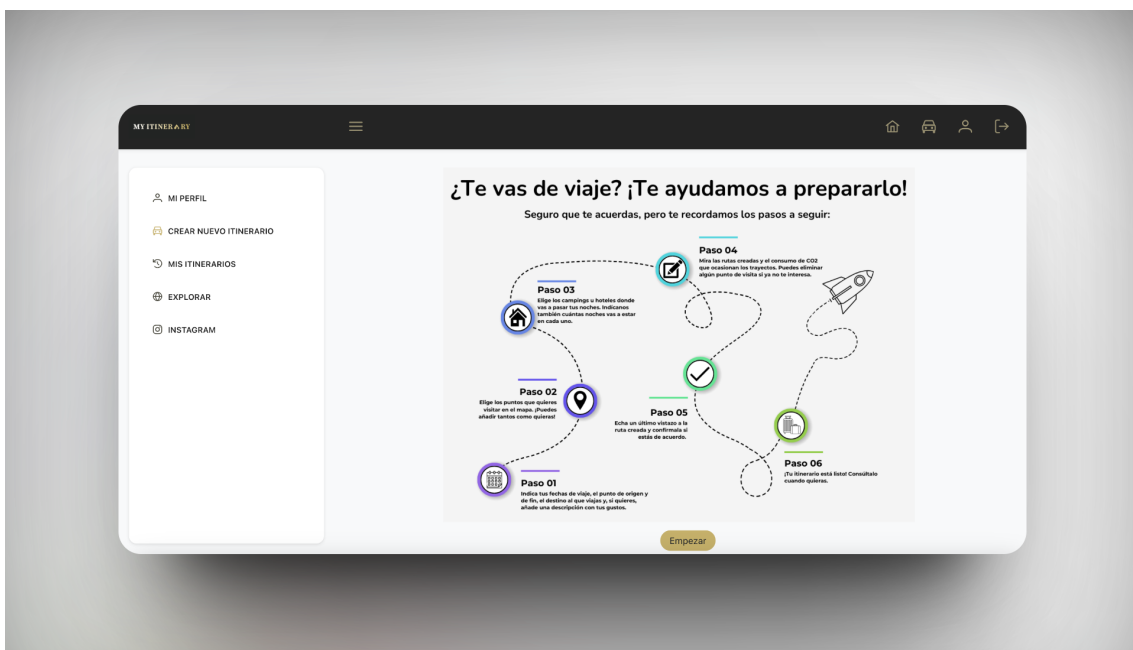 MY ITINERARY
MI PERFIL
CREAR NUEVO ITINERARIO
MIS ITINERARIOS
EXPLORAR
INSTAGRAM
¿Te vas de viaje? ¡Te ayudamos a prepararlo!
Seguro que te acuerdas, pero te recordamos los pasos a seguir:
Paso 04
Mira las rutas creadas y el consumo de CO2
que ocasionan los trayectos. Puedes eliminar
algún punto de visita si ya no te interesa.
Paso 03
Elige los campings u hoteles donde
vas a pasar tus noches. Indícanos
también cuántas noches vas a estar
en cada uno.
Paso 02
Elige los puntos que quieres
visitar en el mapa. ¡Puedes
añadir tantos como quieras!
Paso 05
Echa un último vistazo a la
ruta creada y confírmala si
estás de acuerdo.
Paso 06
¡Tu itinerario está listo! Consúltalo
cuando quieras.
Paso 01
Indica tus fechas de viaje, el punto de origen y
de fin, el destino al que viajas y, si quieres,
añade una descripción con tus gustos.
Empezar